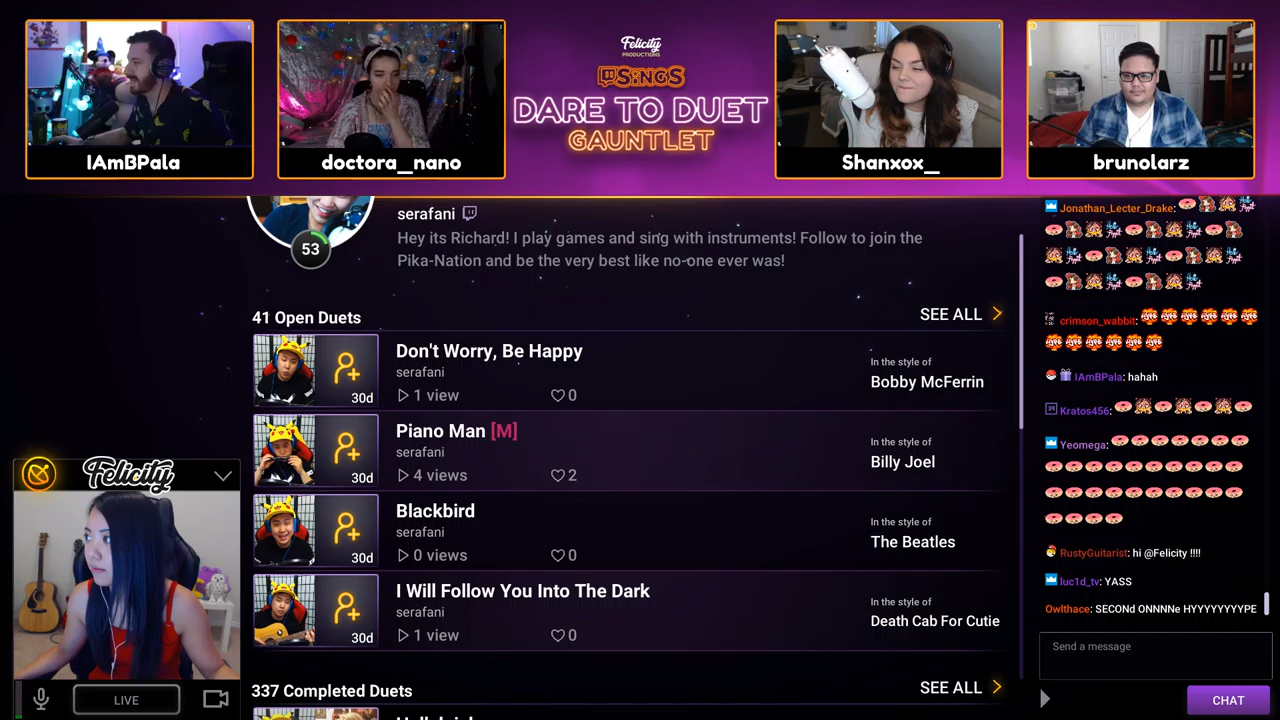 Felicity
PRODUCTIONS
SINGS
DARE TO DUET
GAUNTLET
IAmBPala
doctora__nano
Shanxox_
brunolarz
serafani
53
Hey its Richard! I play games and sing with instruments! Follow to join the
Pika-Nation and be the very best like no-one ever was!
41 Open Duets
SEE ALL
Don't Worry, Be Happy
serafani
1 view
0
30d
In the style of
Bobby McFerrin
Piano Man [M]
serafani
4 views
2
30d
In the style of
Billy Joel
Blackbird
serafani
0 views
0
30d
In the style of
The Beatles
I Will Follow You Into The Dark
serafani
1 view
0
30d
In the style of
Death Cab For Cutie
337 Completed Duets
SEE ALL
Felicity
LIVE
Jonathan_Lecter_Drake:
crimson_wabbit:
IAmBPala: hahah
Kratos456:
Yeomega:
RustyGuitarist: hi @Felicity !!!!
luc1d_tv: YASS
Owlthace: SECONd ONNNNe HYYYYYYYYPE
Send a message
CHAT